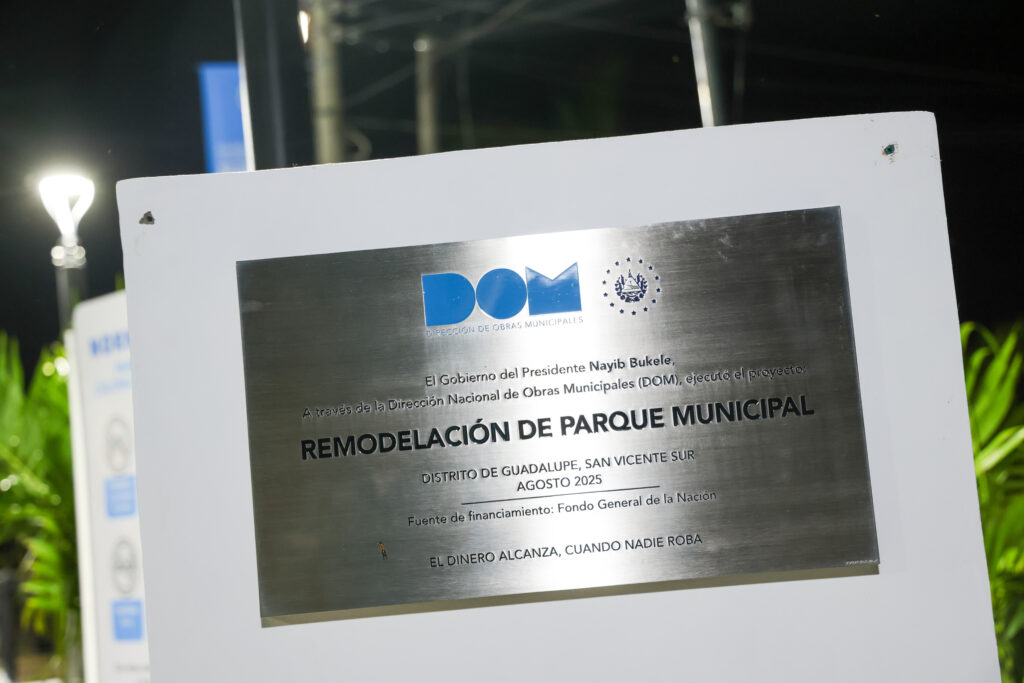 DOM
DIRECCIÓN DE OBRAS MUNICIPALES
El Gobierno del Presidente Nayib Bukele,
A través de la Dirección Nacional de Obras Municipales (DOM), ejecutó el proyecto:
REMODELACIÓN DE PARQUE MUNICIPAL
DISTRITO DE GUADALUPE, SAN VICENTE SUR
AGOSTO 2025
Fuente de financiamiento: Fondo General de la Nación
EL DINERO ALCANZA, CUANDO NADIE ROBA